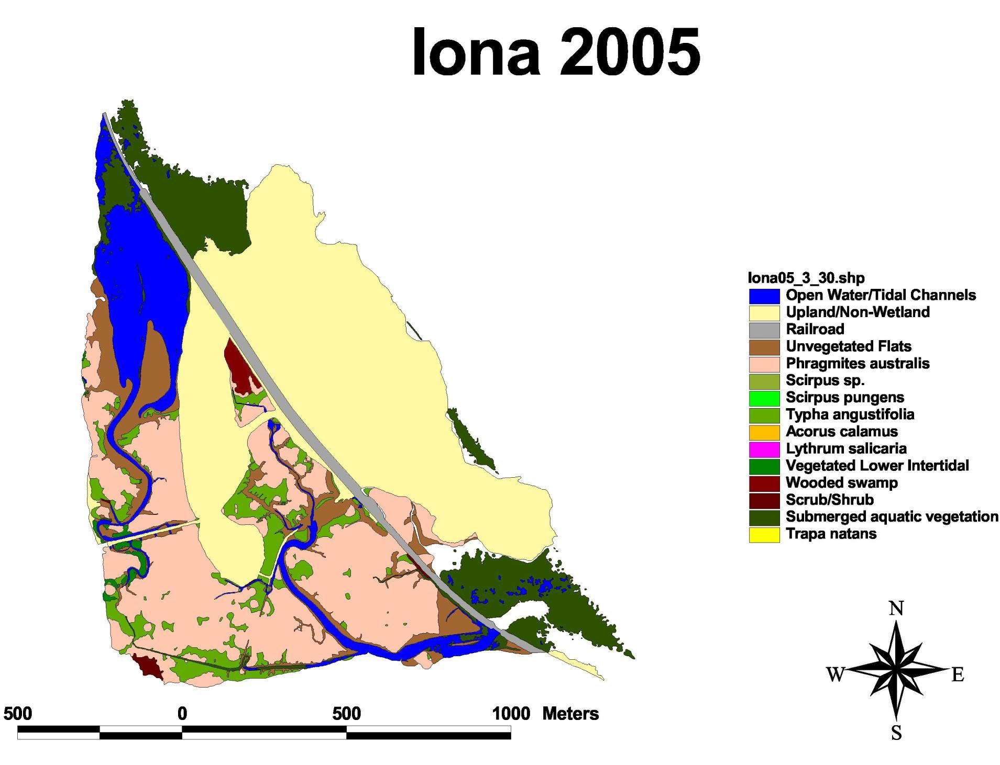 Iona 2005
Iona05_3_30.shp
Open Water/Tidal Channels
Upland/Non-Wetland
Railroad
Unvegetated Flats
Phragmites australis
Scirpus sp.
Scirpus pungens
Typha angustifolia
Acorus calamus
Lythrum salicaria
Vegetated Lower Intertidal
Wooded swamp
Scrub/Shrub
Submerged aquatic vegetation
Trapa natans
N
W E
S
500 0 500 1000 Meters